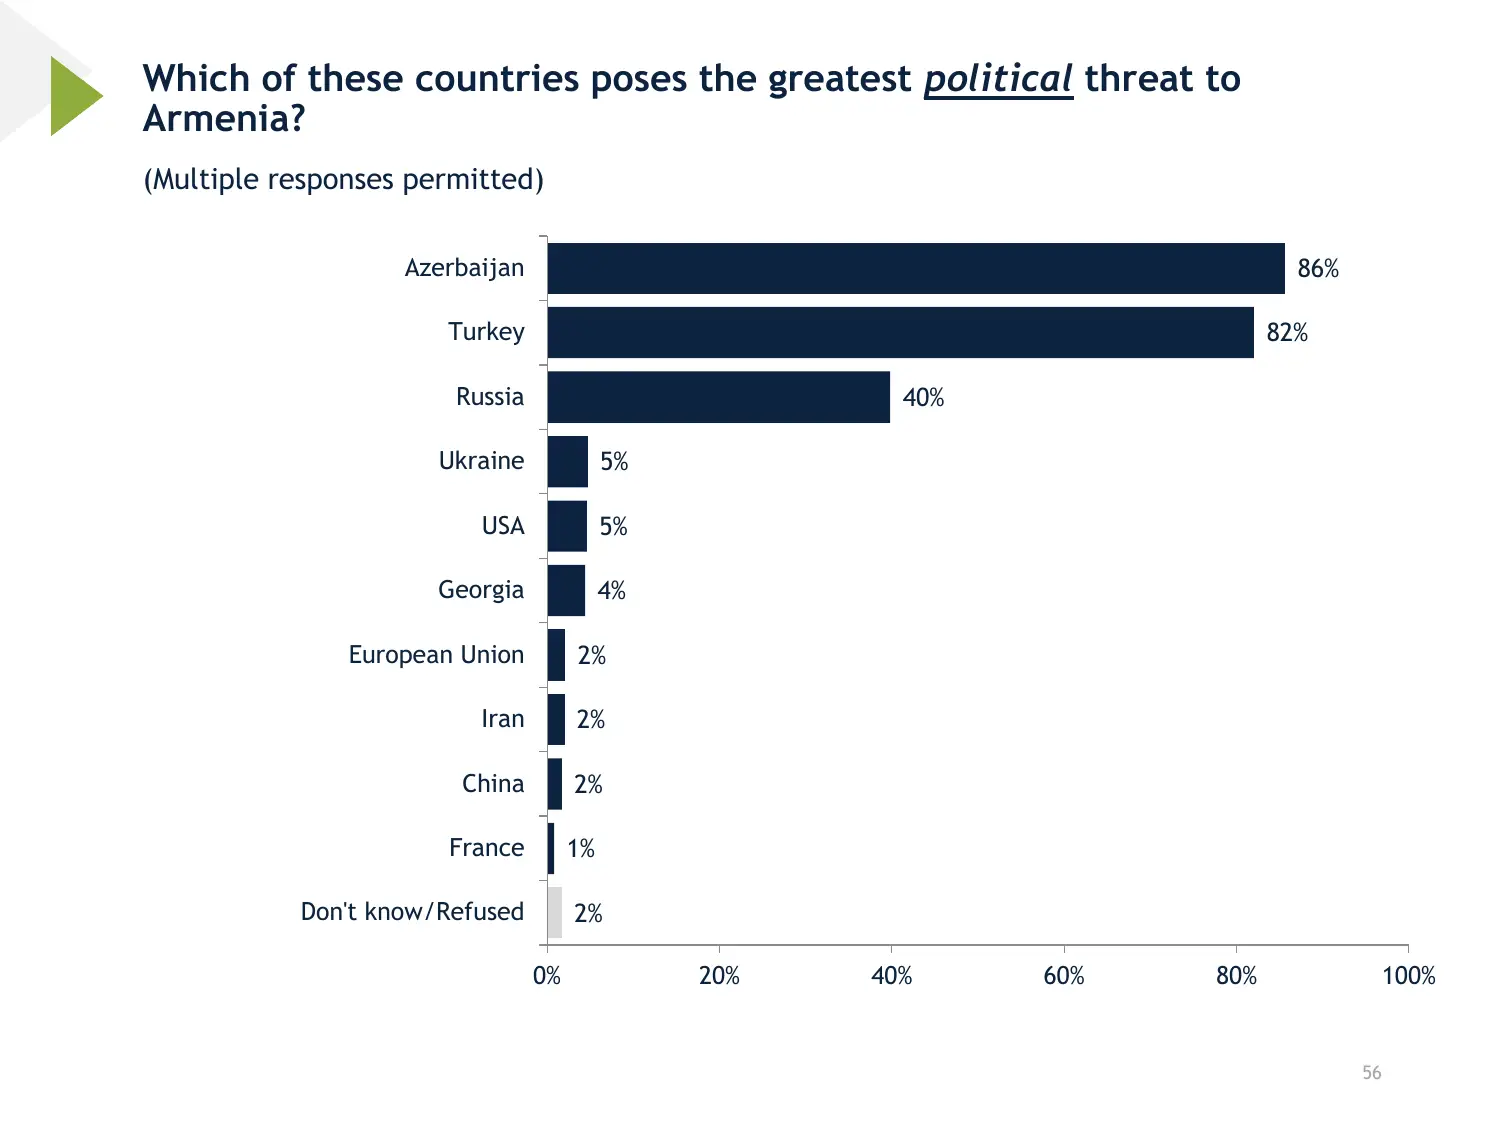 Which of these countries poses the greatest political threat to
Armenia?
(Multiple responses permitted)
Azerbaijan 86%
Turkey 82%
Russia 40%
Ukraine 5%
USA 5%
Georgia 4%
European Union 2%
Iran 2%
China 2%
France 1%
Don't know/Refused 2%
0% 20% 40% 60% 80% 100%
56